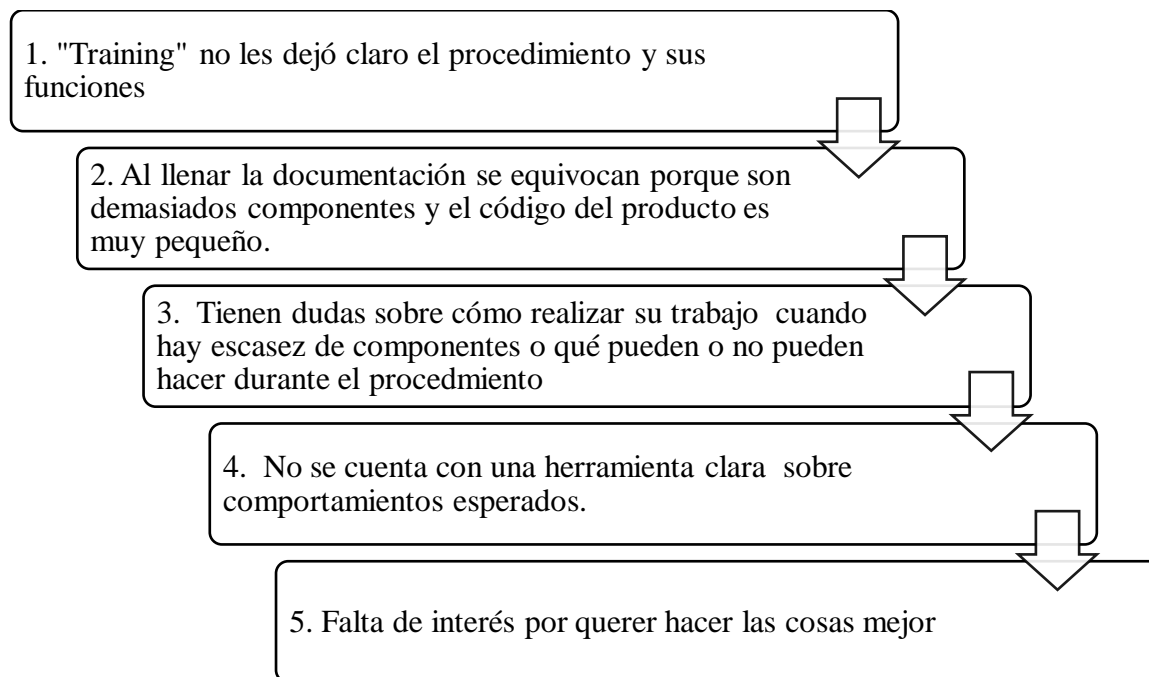 1. "Training" no les dejó claro el procedimiento y sus
funciones
2. Al llenar la documentación se equivocan porque son
demasiados componentes y el código del producto es
muy pequeño.
3. Tienen dudas sobre cómo realizar su trabajo cuando
hay escasez de componentes o qué pueden o no pueden
hacer durante el procedmiento
4. No se cuenta con una herramienta clara sobre
comportamientos esperados.
5. Falta de interés por querer hacer las cosas mejor